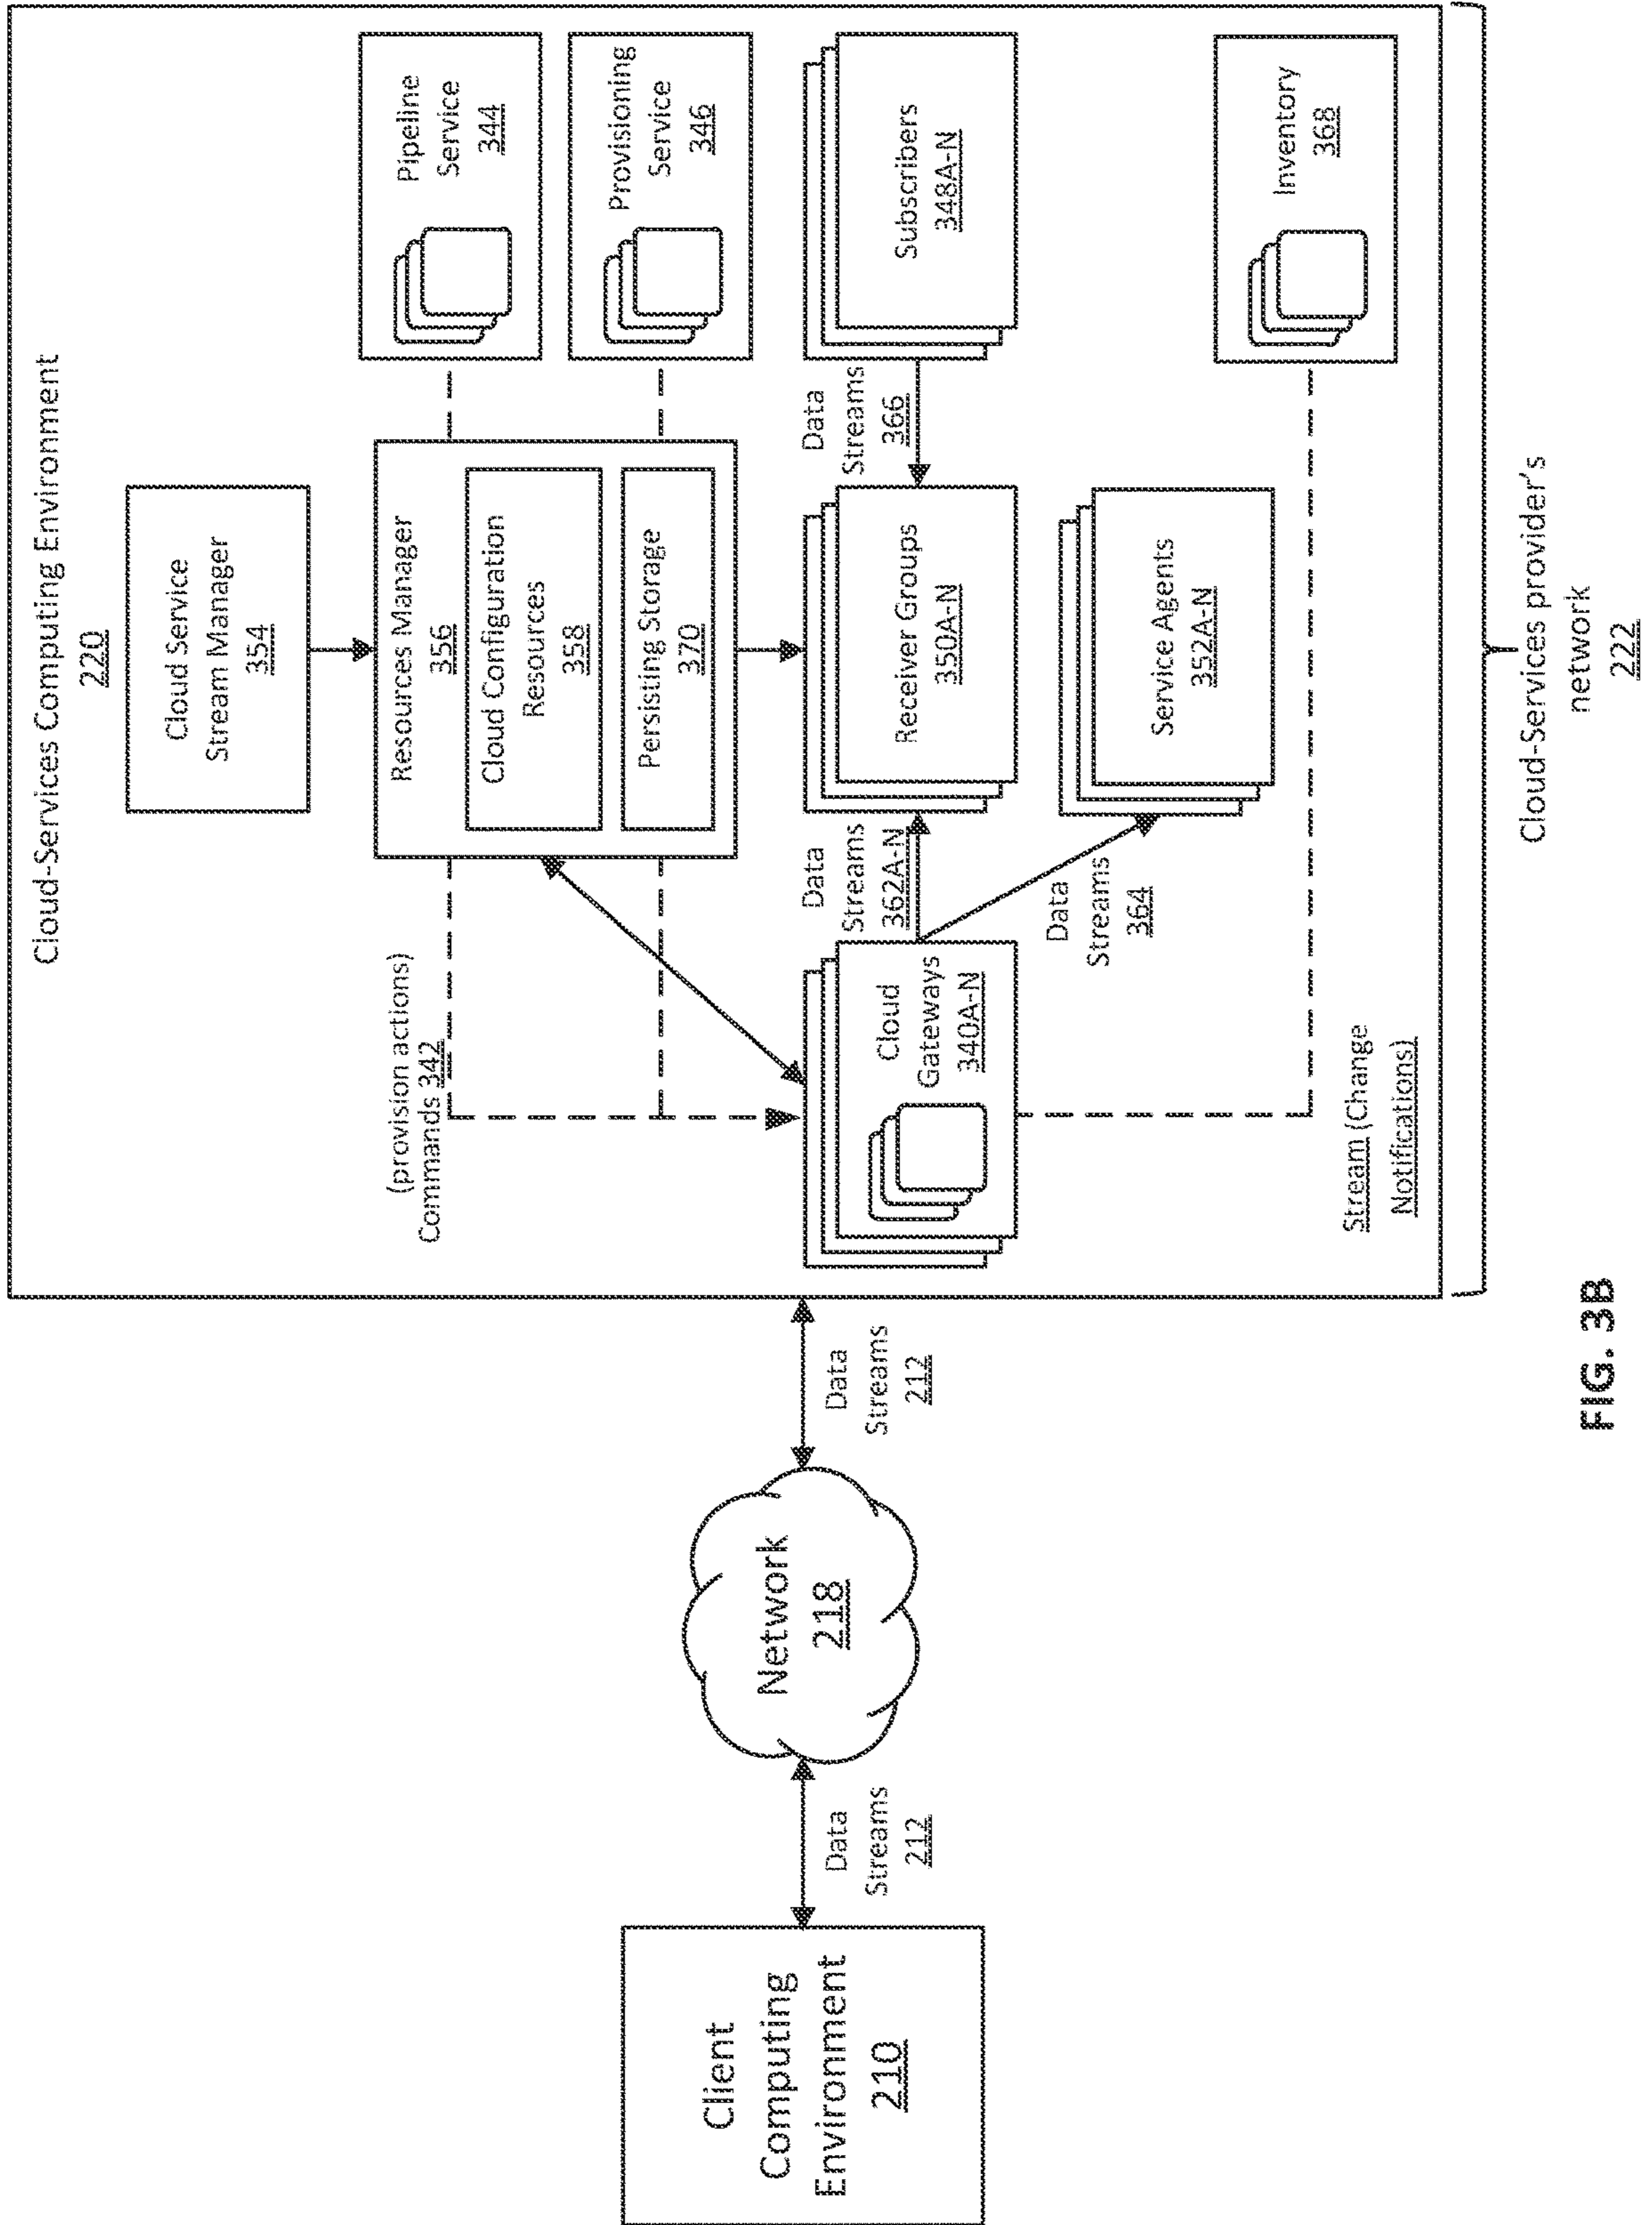 Cloud-Services Computing Environment
220
Cloud Service
Stream Manager
354
Resources Manager
356
Cloud Configuration
Resources
358
Persisting Storage
370
Pipeline
Service
344
Provisioning
Service
346
(provision actions)
Commands 342
Client
Computing
Environment
210
Data
Streams
212
Network
218
Data
Streams
212
Cloud
Gateways
340A-N
Data
Streams
362A-N
Receiver Groups
350A-N
Data
Streams
366
Subscribers
348A-N
Data
Streams
364
Service Agents
352A-N
Inventory
368
Stream (Change
Notifications)
Cloud-Services provider's
network
222
FIG. 3B